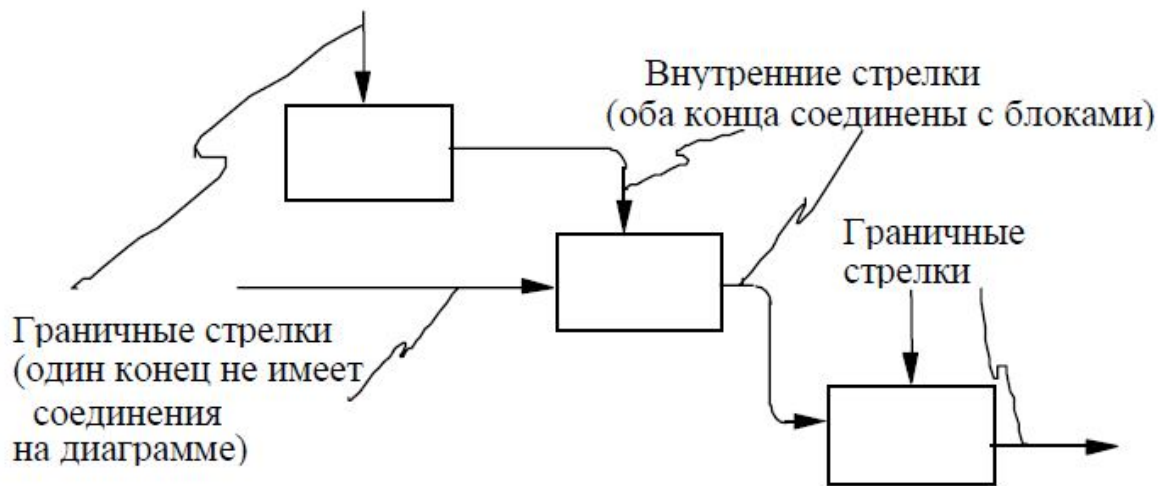 Внутренние стрелки
(оба конца соединены с блоками)
Граничные
стрелки
Граничные стрелки
(один конец не имеет
соединения
на диаграмме)